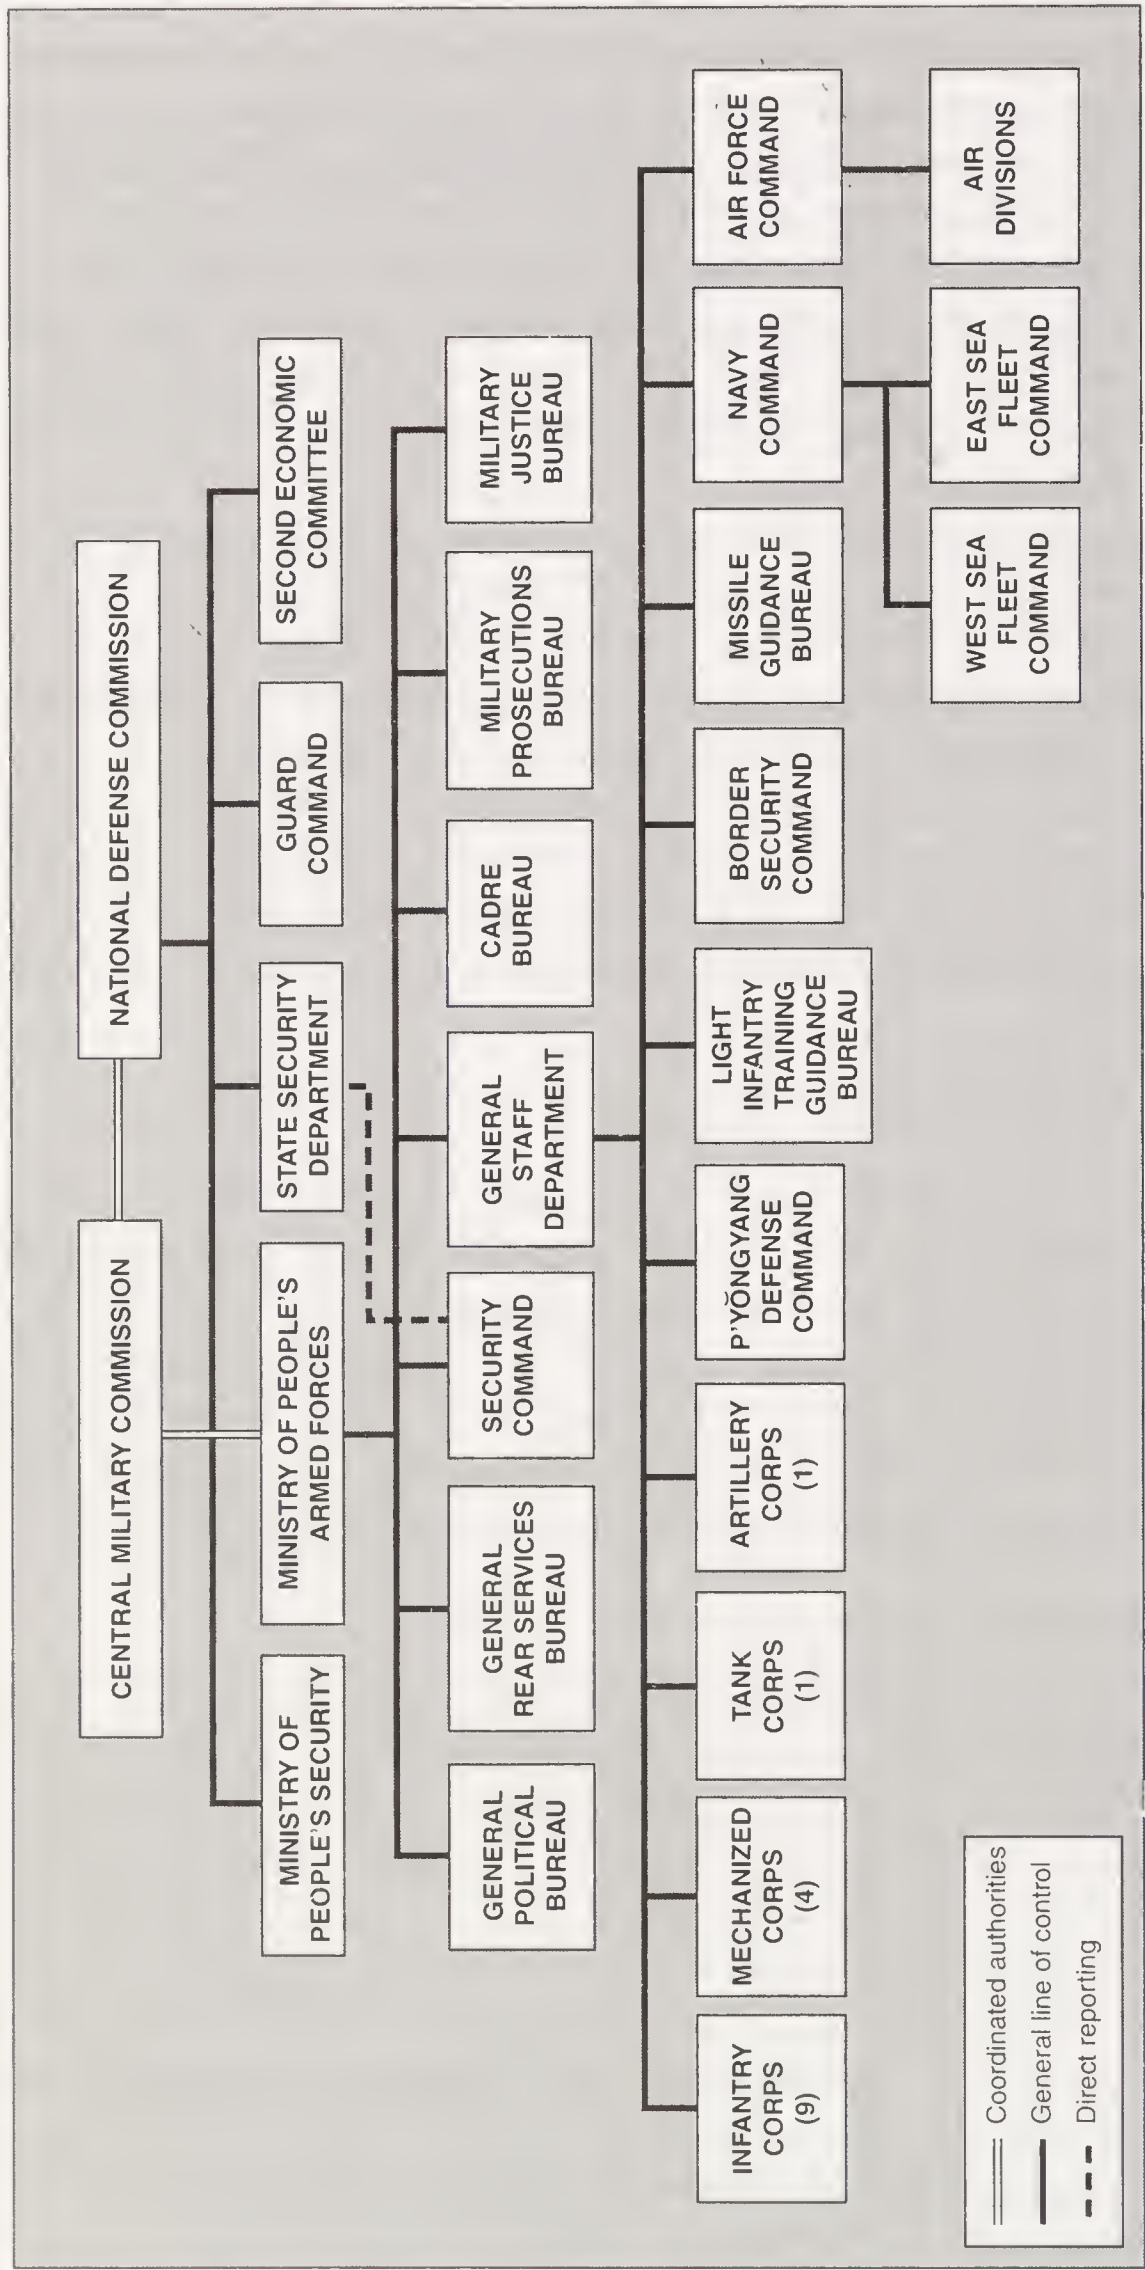 CENTRAL MILITARY COMMISSION
NATIONAL DEFENSE COMMISSION
MINISTRY OF
PEOPLE'S SECURITY
MINISTRY OF PEOPLE'S
ARMED FORCES
STATE SECURITY
DEPARTMENT
GUARD
COMMAND
SECOND ECONOMIC
COMMITTEE
GENERAL
POLITICAL
BUREAU
GENERAL
REAR SERVICES
BUREAU
SECURITY
COMMAND
GENERAL
STAFF
DEPARTMENT
CADRE
BUREAU
MILITARY
PROSECUTIONS
BUREAU
MILITARY
JUSTICE
BUREAU
INFANTRY
CORPS
(9)
MECHANIZED
CORPS
(4)
TANK
CORPS
(1)
ARTILLERY
CORPS
(1)
P'YŎNGYANG
DEFENSE
COMMAND
LIGHT
INFANTRY
TRAINING
GUIDANCE
BUREAU
BORDER
SECURITY
COMMAND
MISSILE
GUIDANCE
BUREAU
NAVY
COMMAND
AIR FORCE
COMMAND
WEST SEA
FLEET
COMMAND
EAST SEA
FLEET
COMMAND
AIR
DIVISIONS
Coordinated authorities
General line of control
Direct reporting